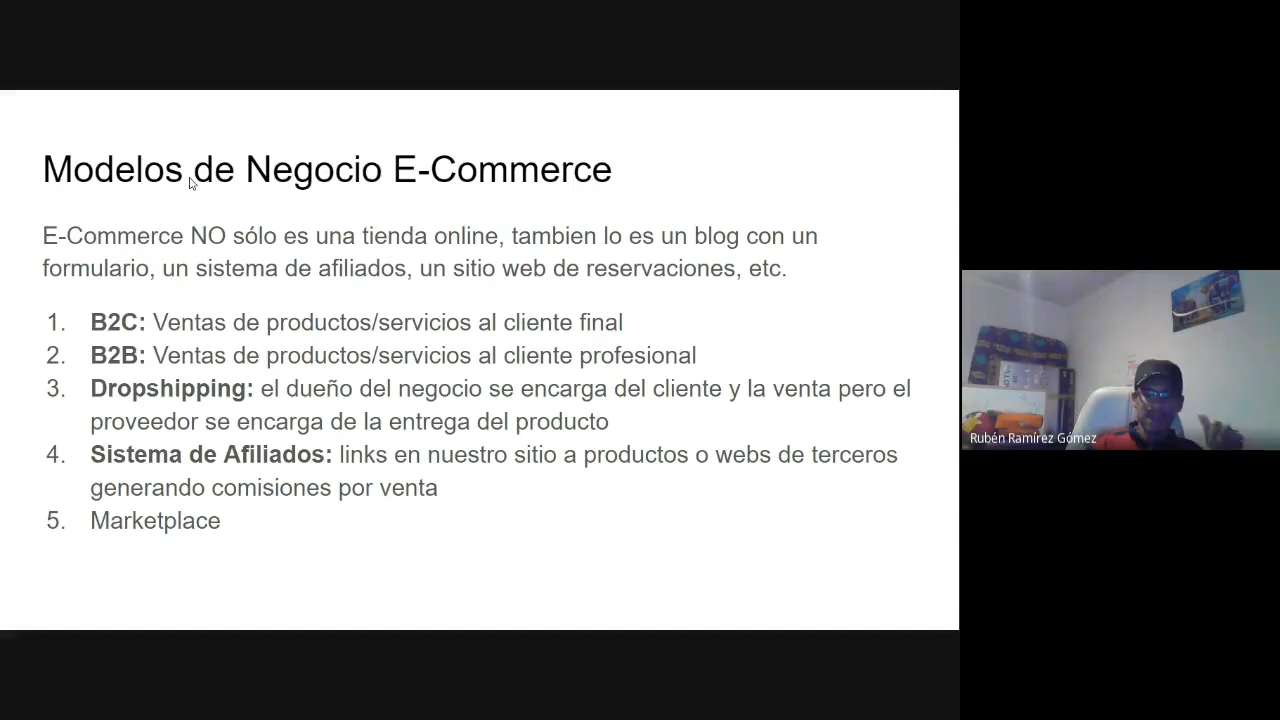 Modelos de Negocio E-Commerce
E-Commerce NO sólo es una tienda online, tambien lo es un blog con un
formulario, un sistema de afiliados, un sitio web de reservaciones, etc.
1. B2C: Ventas de productos/servicios al cliente final
2. B2B: Ventas de productos/servicios al cliente profesional
3. Dropshipping: el dueño del negocio se encarga del cliente y la venta pero el
proveedor se encarga de la entrega del producto
4. Sistema de Afiliados: links en nuestro sitio a productos o webs de terceros
generando comisiones por venta
5. Marketplace
Rubén Ramírez Gómez